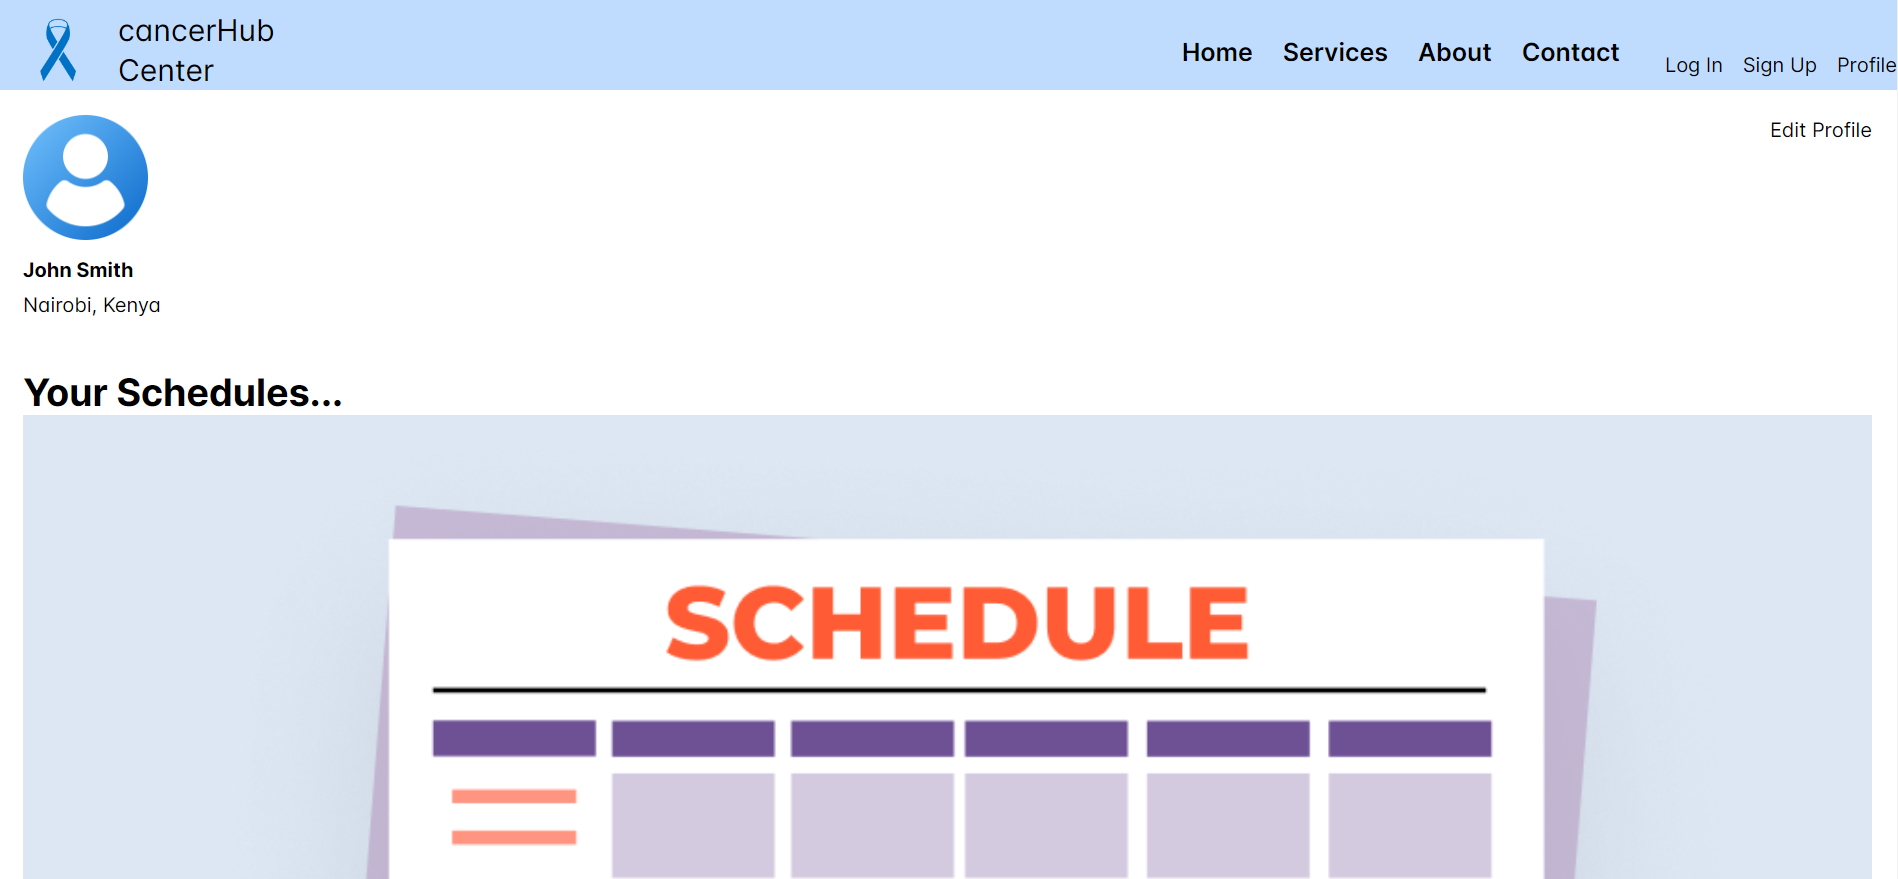 cancerHub
Center
Home Services About Contact
Log In Sign Up Profile
Edit Profile
John Smith
Nairobi, Kenya
Your Schedules...
SCHEDULE